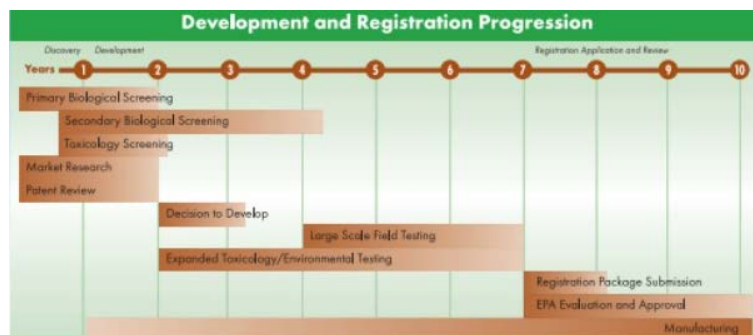 Development and Registration Progression
Discovery Development Registration Application and Review
Years 1 2 3 4 5 6 7 8 9 10
Primary Biological Screening
Secondary Biological Screening
Toxicology Screening
Market Research
Patent Review
Decision to Develop
Large Scale Field Testing
Expanded Toxicology/Environmental Testing
Registration Package Submission
EPA Evaluation and Approval
Manufacturing